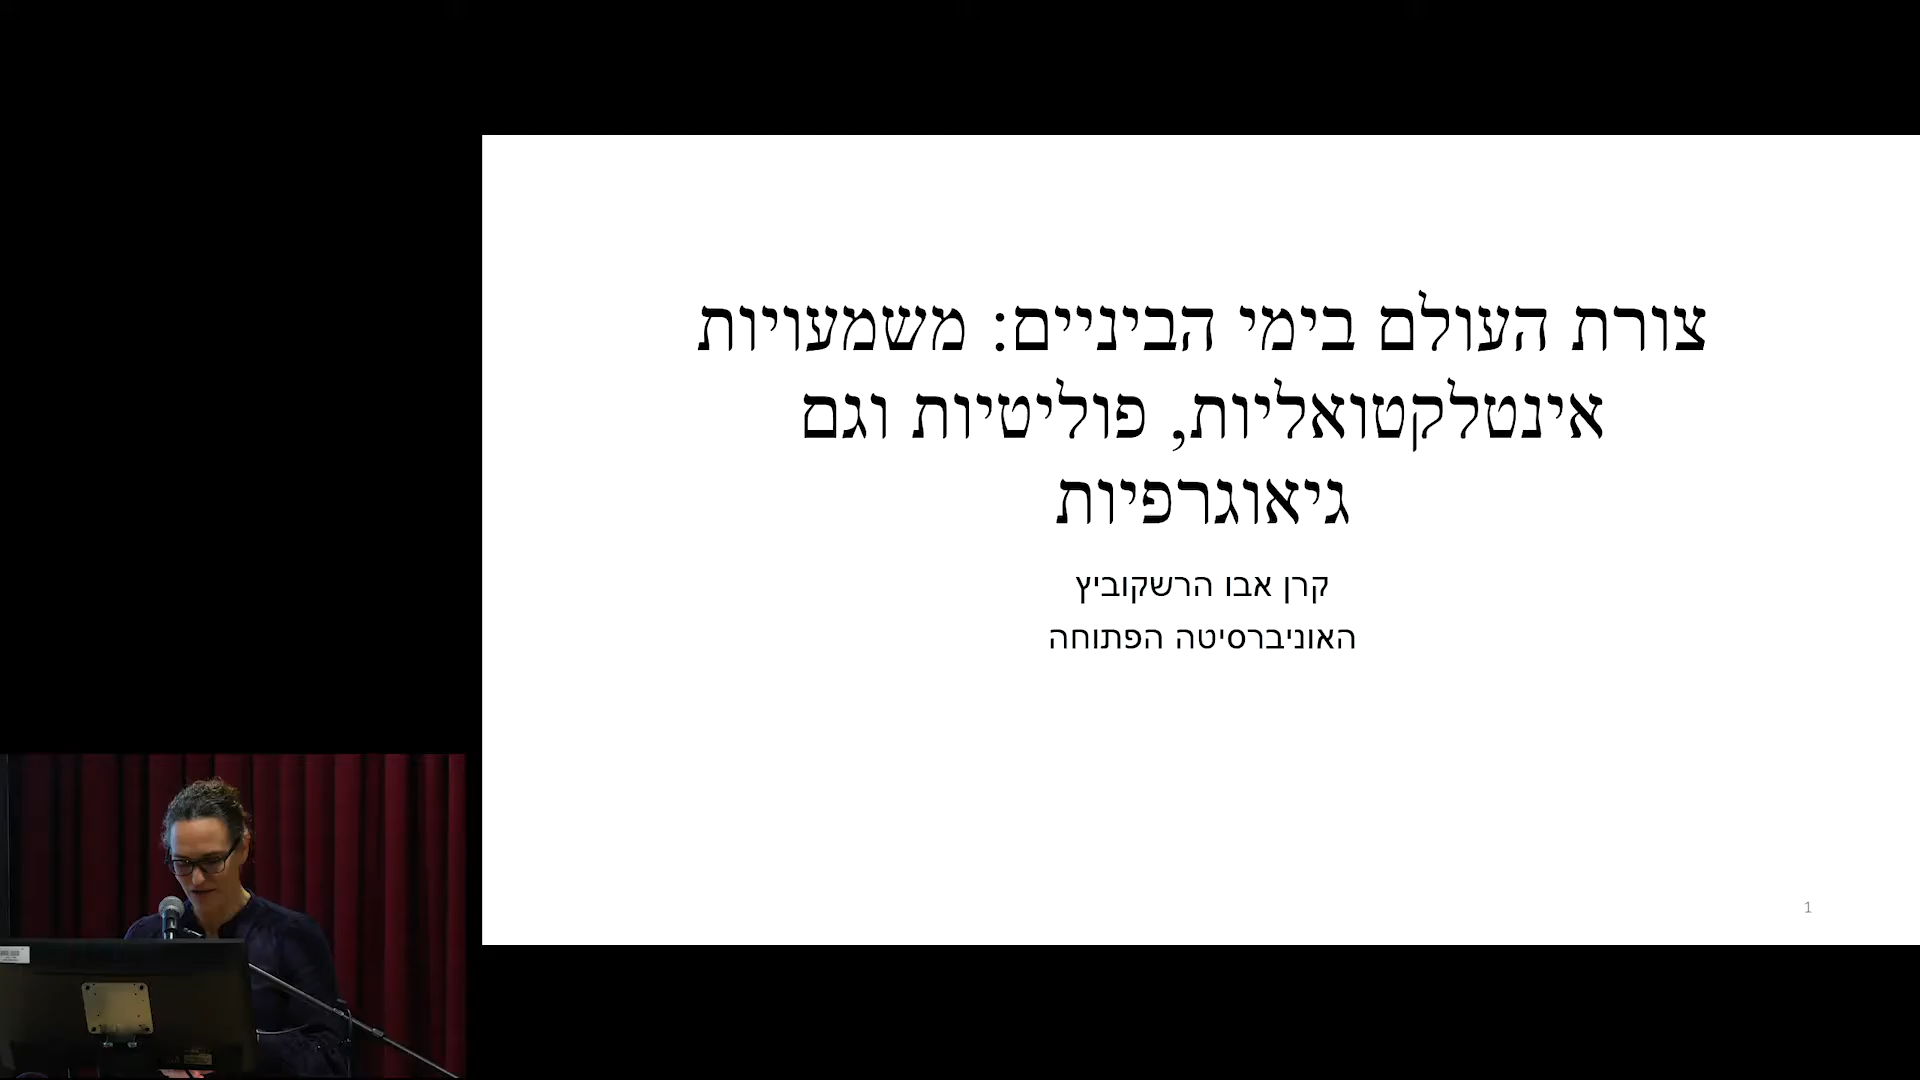 צורת העולם בימי הביניים: משמעויות
אינטלקטואליות, פוליטיות וגם
גיאוגרפיות
קרן אבו הרשקוביץ
האוניברסיטה הפתוחה
1